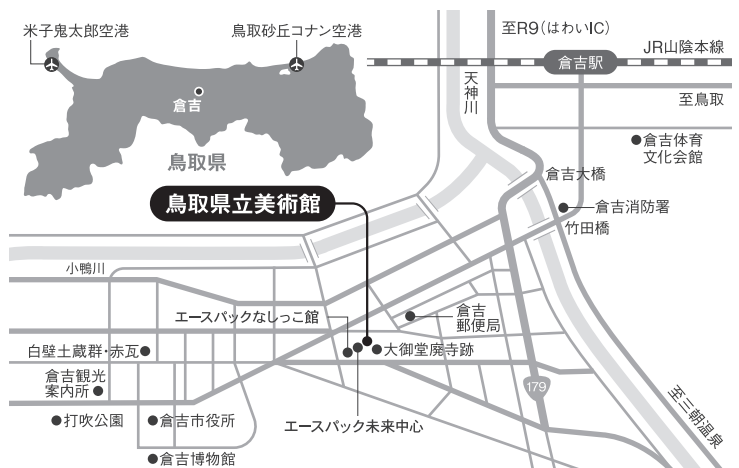 米子鬼太郎空港
鳥取砂丘コナン空港
倉吉
鳥取県
至R9（はわいIC）
JR山陰本線
倉吉駅
天神川
至鳥取
倉吉体育
文化会館
倉吉大橋
倉吉消防署
竹田橋
鳥取県立美術館
小鴨川
エースパックなしっこ館
倉吉
郵便局
白壁土蔵群・赤瓦
大御堂廃寺跡
倉吉観光
案内所
179
打吹公園
倉吉市役所
エースパック未来中心
至三朝温泉
倉吉博物館